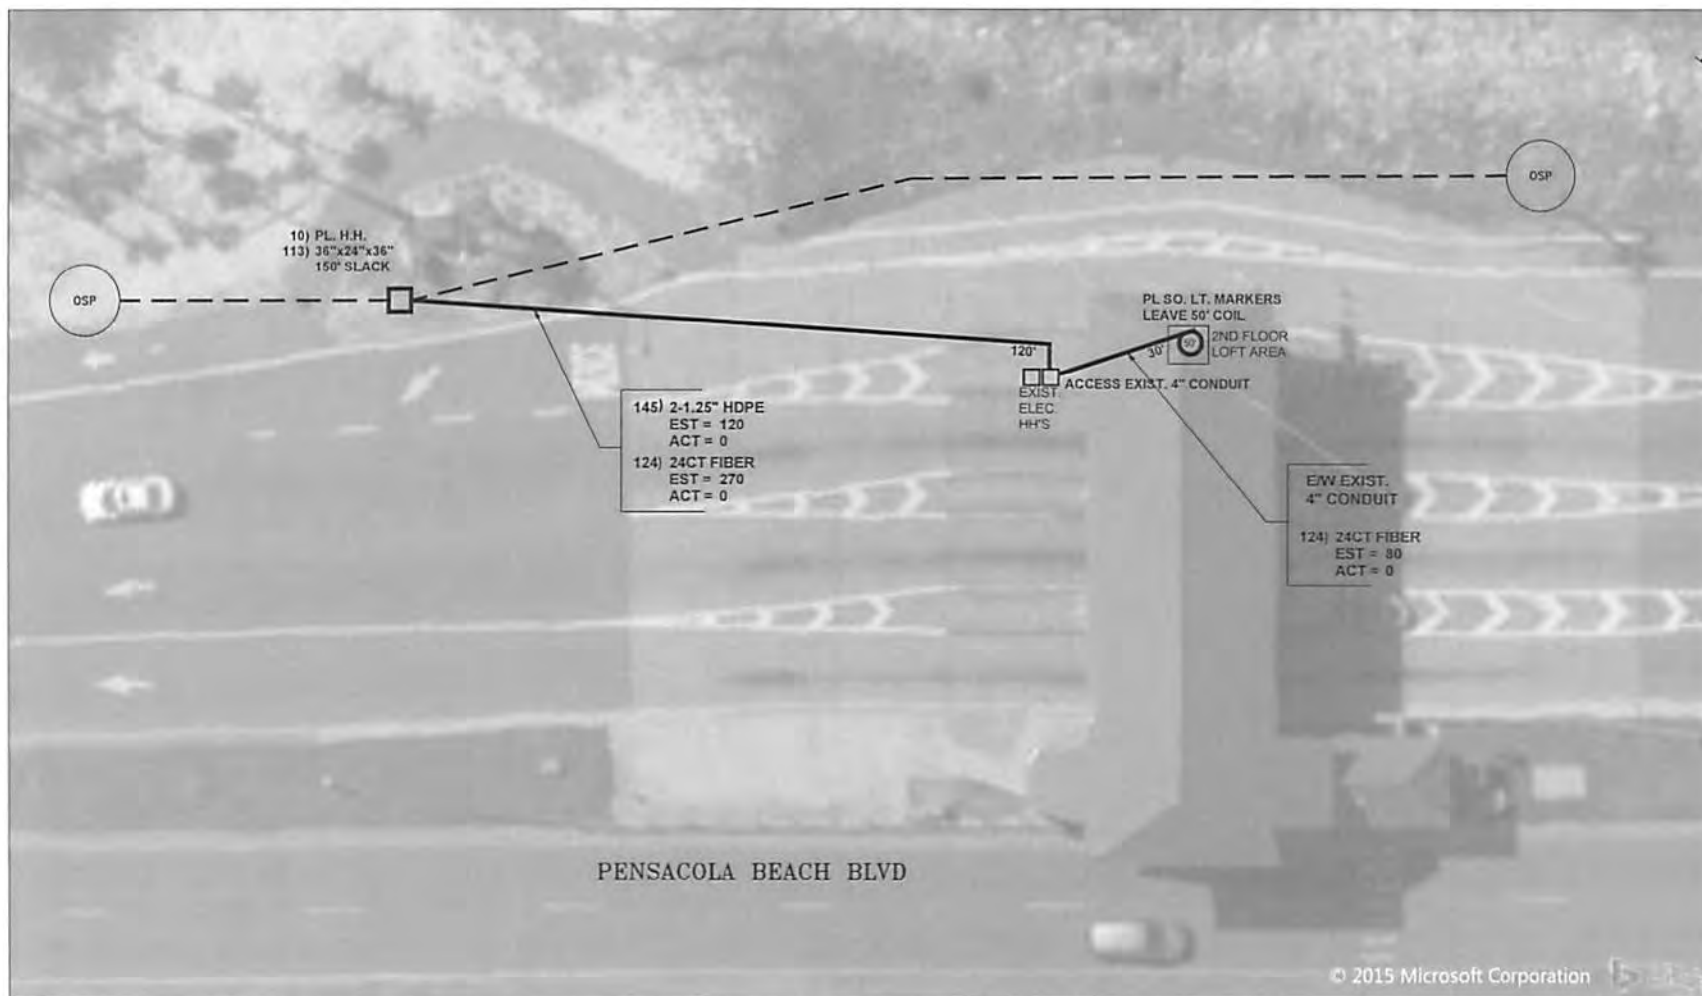 OSP
10) PL. H.H.
113) 36"x24"x36"
150' SLACK
OSP
PL SO. LT. MARKERS
LEAVE 50' COIL
50'
2ND FLOOR
LOFT AREA
120'
30'
ACCESS EXIST. 4" CONDUIT
EXIST.
ELEC.
HH'S
145) 2-1.25" HDPE
EST = 120
ACT = 0
124) 24CT FIBER
EST = 270
ACT = 0
E/W EXIST.
4" CONDUIT
124) 24CT FIBER
EST = 80
ACT = 0
PENSACOLA BEACH BLVD
© 2015 Microsoft Corporation